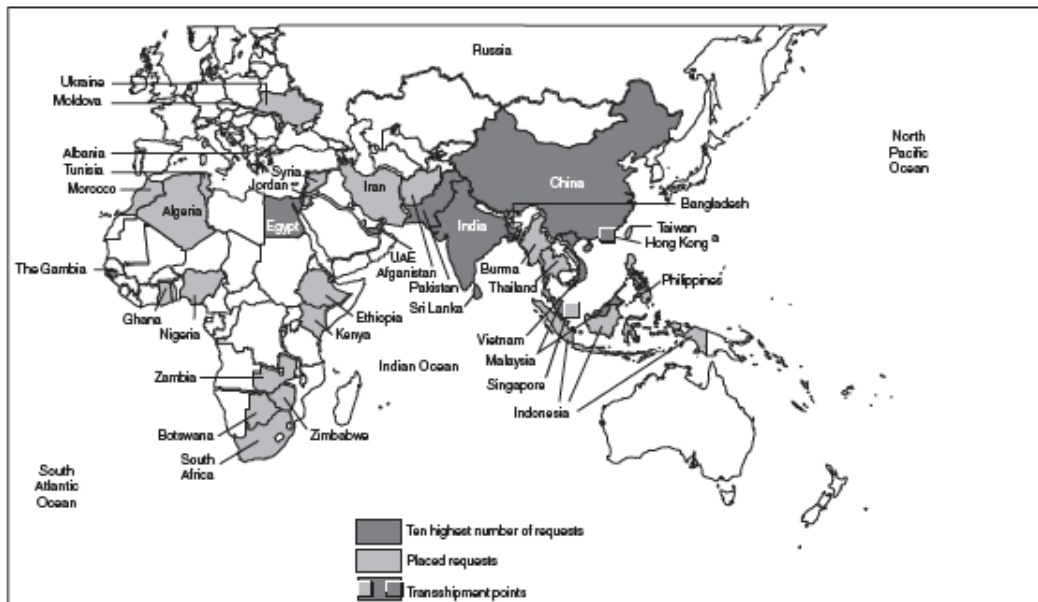 Russia
Ukraine
Moldova
North
Pacific
Ocean
Albania
Tunisia
Syria
Morocco
Jordan
Iran
China
Algeria
Bangladesh
Egypt
India
Taiwan
Hong Kong a
UAE
Afganistan
The Gambia
Burma
Pakistan
Thailand
Philippines
Sri Lanka
Ghana
Ethiopia
Nigeria
Kenya
Vietnam
Malaysia
Indian Ocean
Zambia
Singapore
Indonesia
Botswana
Zimbabwe
South
Africa
South
Atlantic
Ocean
Ten highest number of requests
Placed requests
Transshipment points